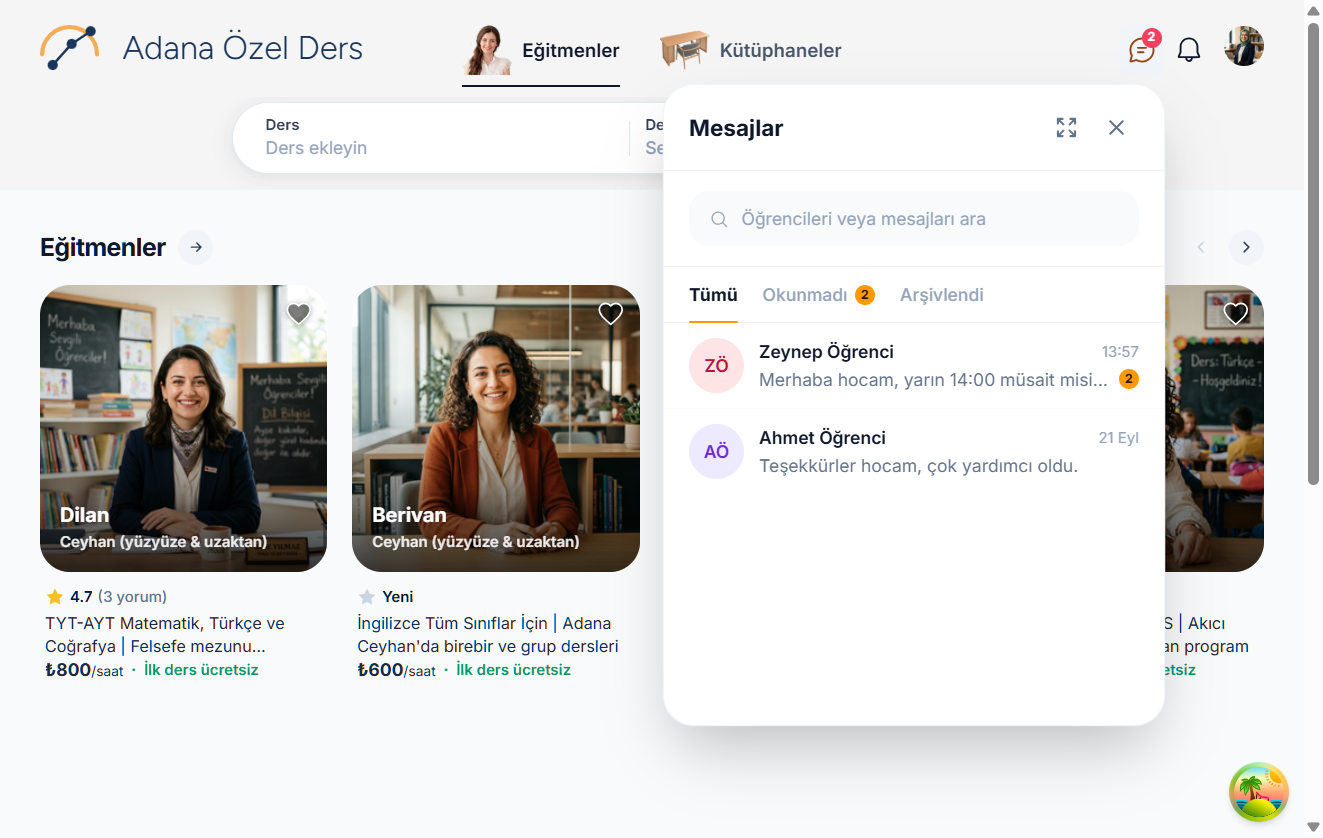 Adana Özel Ders
Eğitmenler
Kütüphaneler
2
Ders
Ders ekleyin
De
Se
Mesajlar
Öğrencileri veya mesajları ara
Tümü
Okunmadı 2
Arşivlendi
Zeynep Öğrenci
13:57
Merhaba hocam, yarın 14:00 müsait misi...
2
Ahmet Öğrenci
21 Eyl
Teşekkürler hocam, çok yardımcı oldu.
Eğitmenler
Merhaba
Sevgili
Öğrenciler!
Merhaba Sevgili
Öğrenciler!
Dil Bilgisi
Dilan
Ceyhan (yüzyüze & uzaktan)
4.7 (3 yorum)
TYT-AYT Matematik, Türkçe ve
Coğrafya | Felsefe mezunu...
₺800/saat · İlk ders ücretsiz
Berivan
Ceyhan (yüzyüze & uzaktan)
Yeni
İngilizce Tüm Sınıflar İçin | Adana
Ceyhan'da birebir ve grup dersleri
₺600/saat · İlk ders ücretsiz
Ders: Türkçe -
- Hoşgeldiniz!
S | Akıcı
an program
etsiz